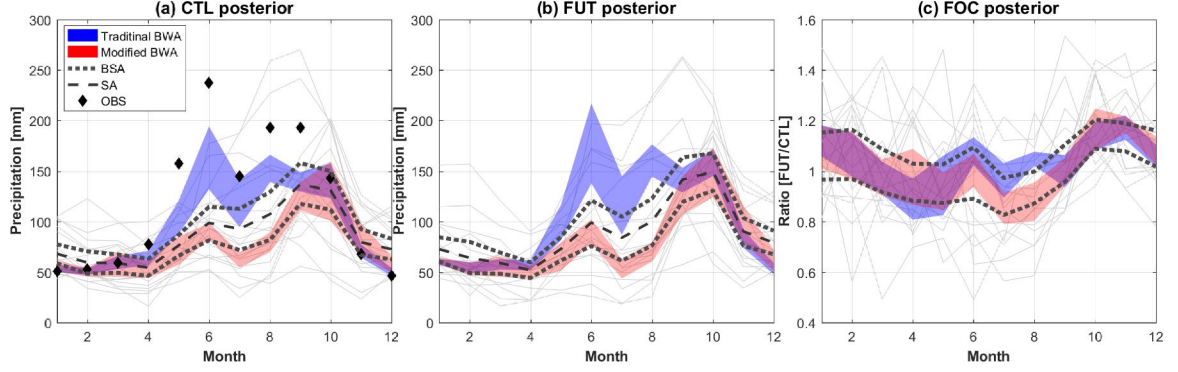 (a) CTL posterior
300
250
200
150
100
50
0
Precipitation [mm]
Traditinal BWA
Modified BWA
BSA
SA
OBS
2
4
6
8
10
12
Month
(b) FUT posterior
300
250
200
150
100
50
0
Precipitation [mm]
2
4
6
8
10
12
Month
(c) FOC posterior
1.6
1.4
1.2
1
0.8
0.6
0.4
Ratio [FUT/CTL]
2
4
6
8
10
12
Month